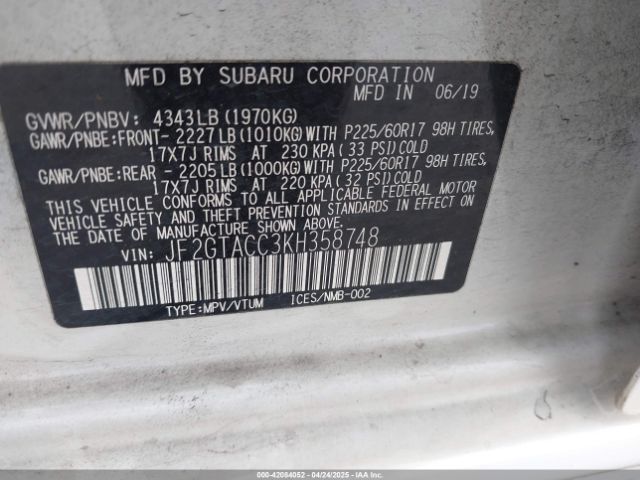 MFD BY SUBARU CORPORATION
MFD IN 06/19
GVWR/PNBV: 4343LB(1970KG)
GAWR/PNBE:FRONT- 2227LB(1010KG)WITH P225/60R17 98H TIRES,
17X7J RIMS AT 230 KPA(33 PSI)COLD
GAWR/PNBE:REAR - 2205LB(1000KG)WITH P225/60R17 98H TIRES,
17X7J RIMS AT 220 KPA(32 PSI)COLD
THIS VEHICLE CONFORMS TO ALL APPLICABLE FEDERAL MOTOR
VEHICLE SAFETY AND THEFT PREVENTION STANDARDS IN EFFECT ON
THE DATE OF MANUFACTURE SHOWN ABOVE.
VIN: JF2GTACC3KH358748
TYPE:MPV/VTUM ICES/NMB-002
000-42084052 - 04/24/2025 - IAAI.COM